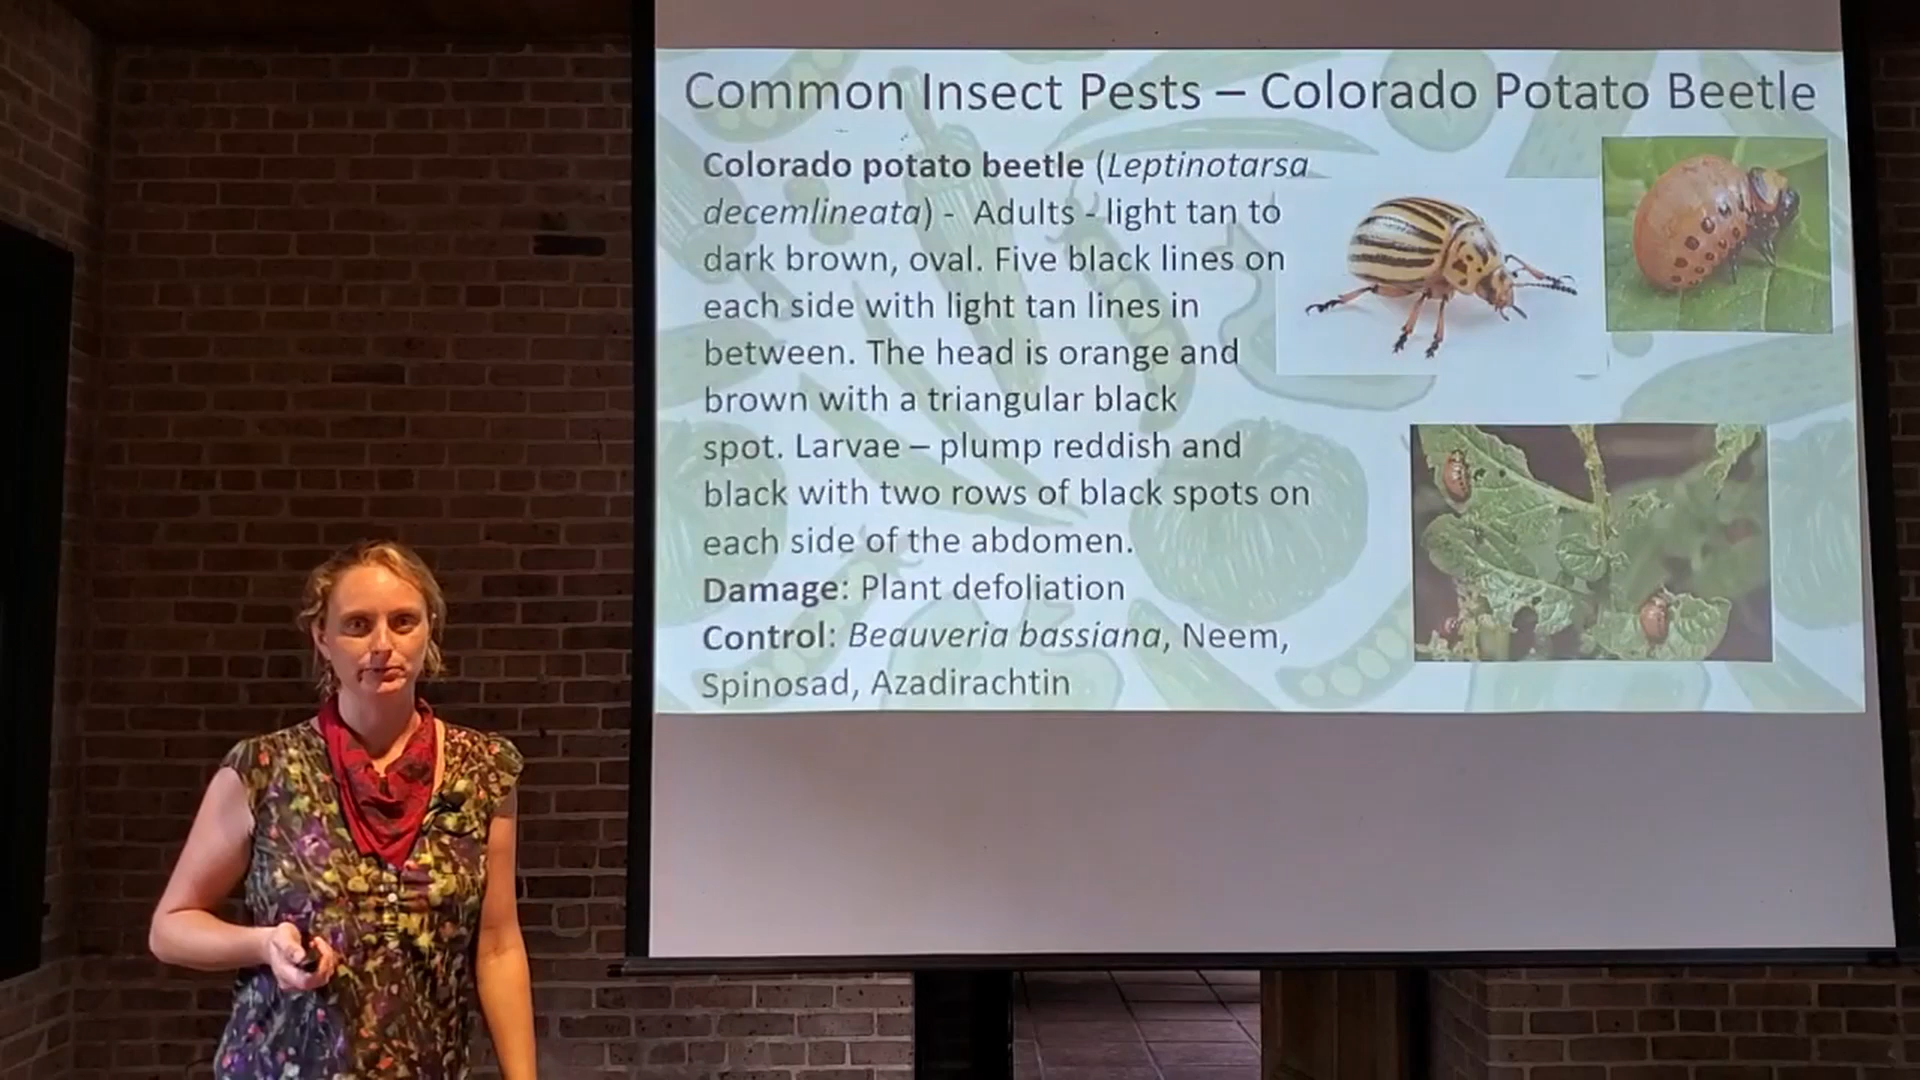 Common Insect Pests – Colorado Potato Beetle
Colorado potato beetle (Leptinotarsa
decemlineata) - Adults - light tan to
dark brown, oval. Five black lines on
each side with light tan lines in
between. The head is orange and
brown with a triangular black
spot. Larvae – plump reddish and
black with two rows of black spots on
each side of the abdomen.
Damage: Plant defoliation
Control: Beauveria bassiana, Neem,
Spinosad, Azadirachtin